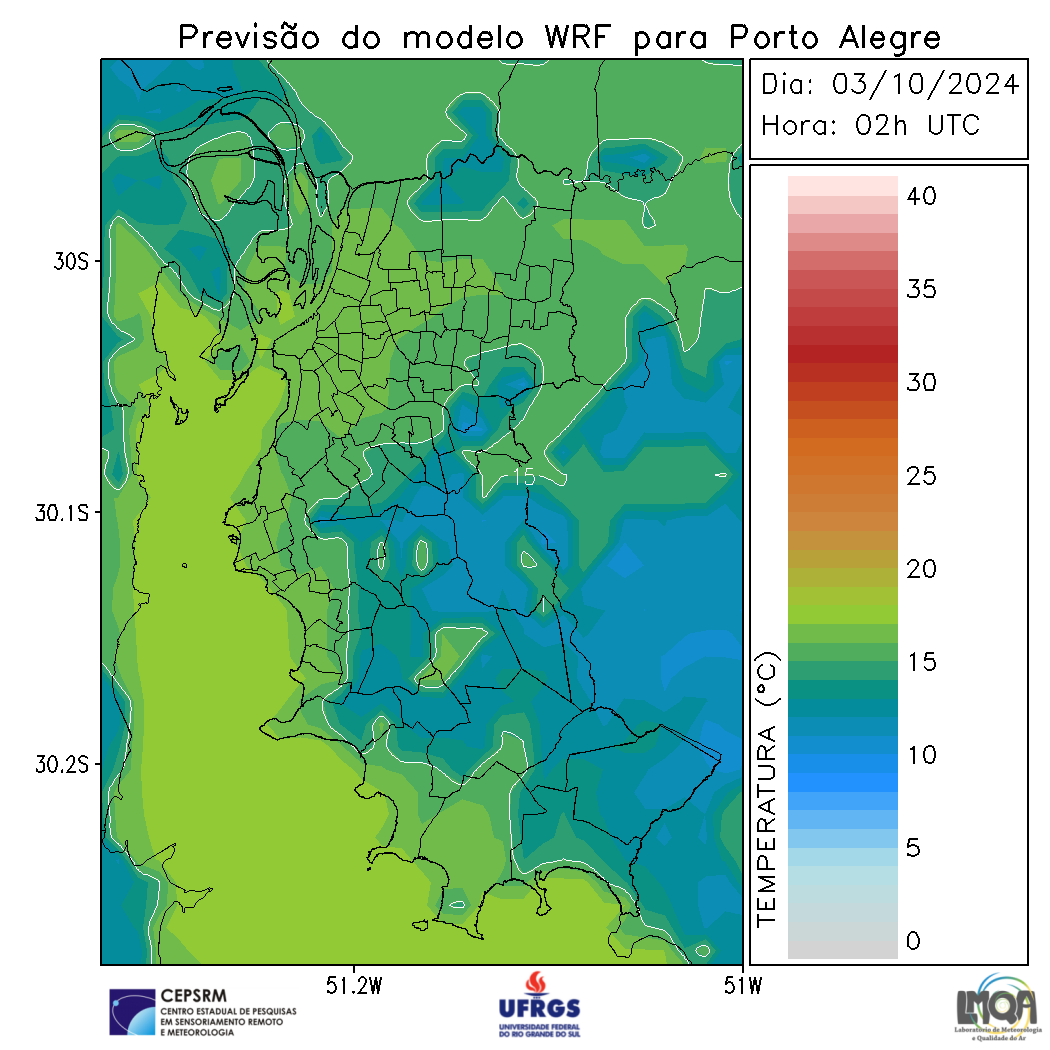 Previsão do modelo WRF para Porto Alegre
Dia: 03/10/2024
Hora: 02h UTC
40
35
30
25
20
15
10
5
0
TEMPERATURA (°C)
30S
30.1S
30.2S
15
51.2W
51W
CEPSRM
CENTRO ESTADUAL DE PESQUISAS
EM SENSORIAMENTO REMOTO
E METEOROLOGIA
UFRGS
UNIVERSIDADE FEDERAL
DO RIO GRANDE DO SUL
LMQA
Laboratório de Meteorologia
e Qualidade do Ar